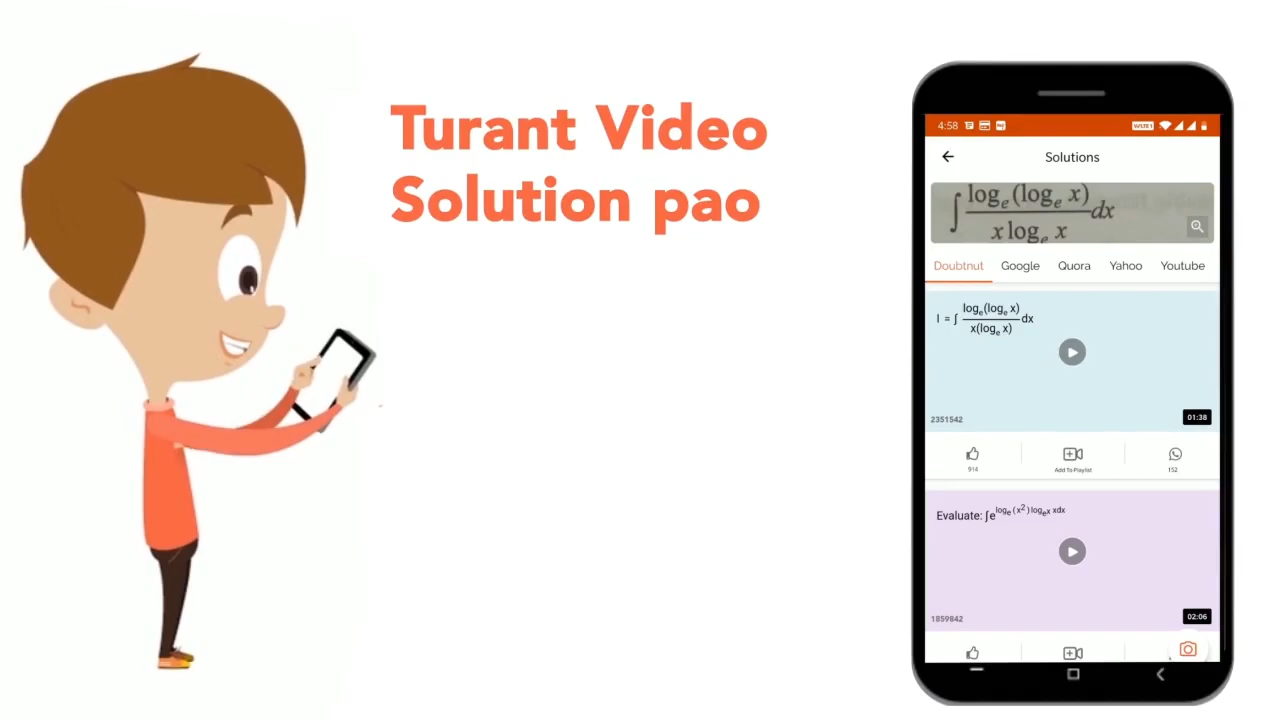 Turant Video
Solution pao
4:58
VoLTE1
Solutions
∫ logₑ(logₑ x) / x logₑ x dx
Doubtnut Google Quora Yahoo Youtube
I = ∫ logₑ(logₑ x) / x(logₑ x) dx
2351542 01:38
914 Add To Playlist 152
Evaluate: ∫e^logₑ(x²)logₑx xdx
1859842 02:06